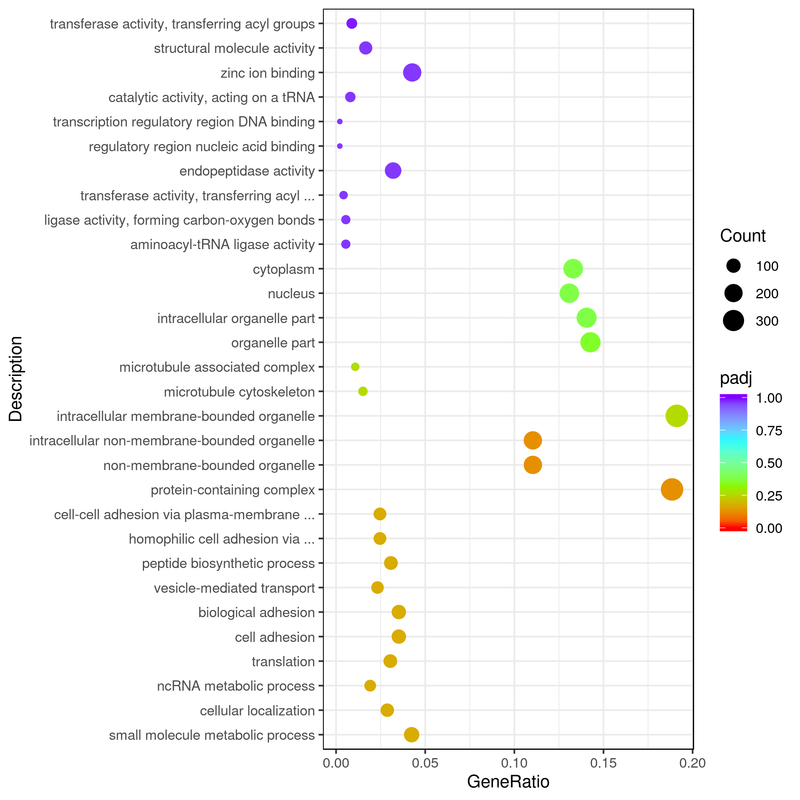 transferase activity, transferring acyl groups
structural molecule activity
zinc ion binding
catalytic activity, acting on a tRNA
transcription regulatory region DNA binding
regulatory region nucleic acid binding
endopeptidase activity
transferase activity, transferring acyl ...
ligase activity, forming carbon-oxygen bonds
aminoacyl-tRNA ligase activity
cytoplasm
nucleus
intracellular organelle part
organelle part
microtubule associated complex
microtubule cytoskeleton
intracellular membrane-bounded organelle
intracellular non-membrane-bounded organelle
non-membrane-bounded organelle
protein-containing complex
cell-cell adhesion via plasma-membrane ...
homophilic cell adhesion via ...
peptide biosynthetic process
vesicle-mediated transport
biological adhesion
cell adhesion
translation
ncRNA metabolic process
cellular localization
small molecule metabolic process
Description
0.00 0.05 0.10 0.15 0.20
GeneRatio
Count
100
200
300
padj
1.00
0.75
0.50
0.25
0.00